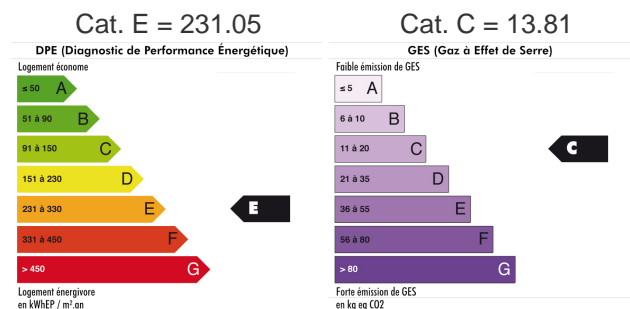 Cat. E = 231.05
DPE (Diagnostic de Performance Énergétique)
Logement économe
≤ 50 A
51 à 90 B
91 à 150 C
151 à 230 D
231 à 330 E
E
331 à 450 F
> 450 G
Logement énergivore
en kWhEP / m².an
Cat. C = 13.81
GES (Gaz à Effet de Serre)
Faible émission de GES
≤ 5 A
6 à 10 B
11 à 20 C
C
21 à 35 D
36 à 55 E
56 à 80 F
> 80 G
Forte émission de GES
en kg eq CO2